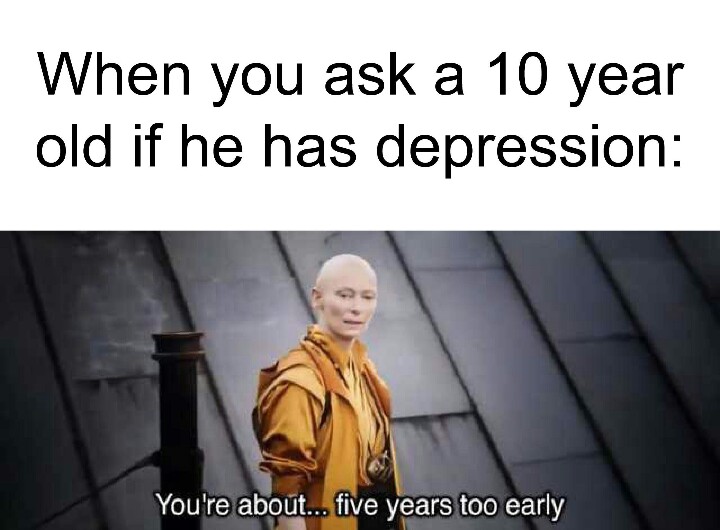 When you ask a 10 year
old if he has depression:
You're about... five years too early